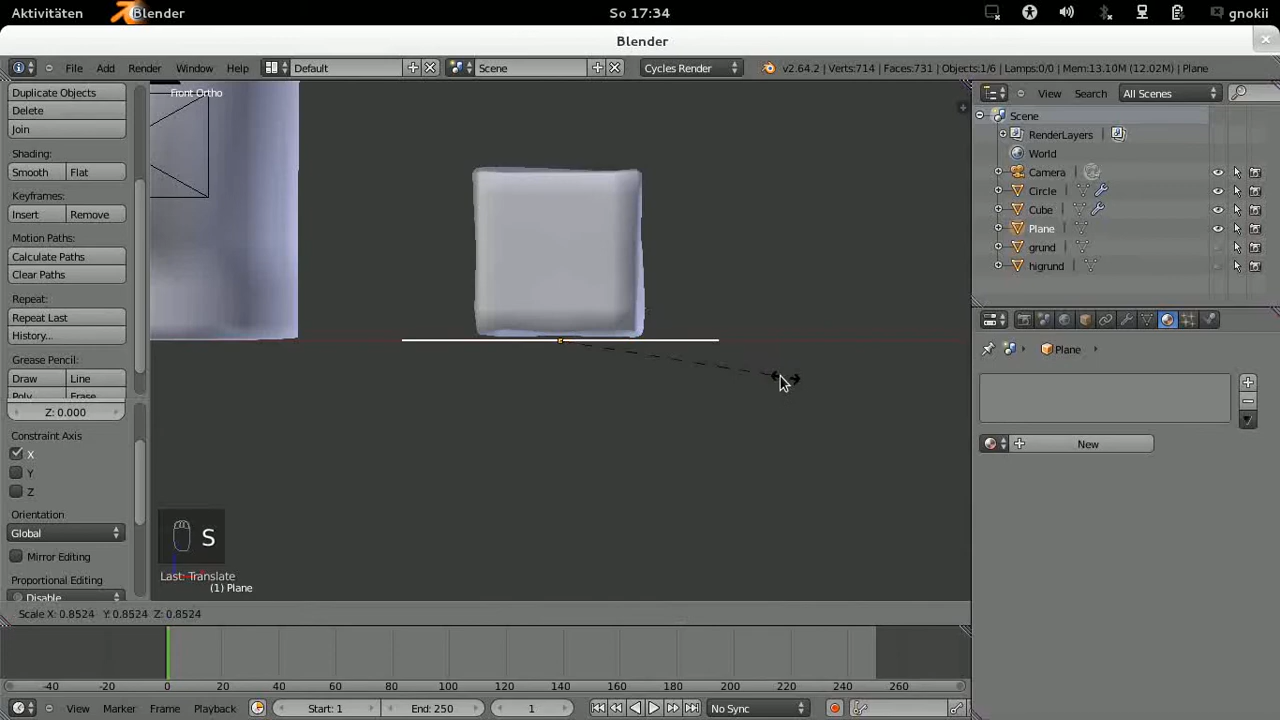 Aktivitäten
Blender
So 17:34
gnokii
Blender
File Add Render Window Help
Default
Scene
Cycles Render
v2.64.2 | Verts:714 | Faces:731 | Objects:1/6 | Lamps:0/0 | Mem:13.10M (12.02M) | Plane
Duplicate Objects
Delete
Join
Shading:
Smooth Flat
Keyframes:
Insert Remove
Motion Paths:
Calculate Paths
Clear Paths
Repeat:
Repeat Last
History...
Grease Pencil:
Draw Line
Poly Erase
Z: 0.000
Constraint Axis
X
Y
Z
Orientation
Global
Mirror Editing
Proportional Editing
Disable
Front Ortho
S
Last: Translate
(1) Plane
Scale X: 0.8524 Y: 0.8524 Z: 0.8524
View Search All Scenes
Scene
RenderLayers
World
Camera
Circle
Cube
Plane
grund
higrund
Plane
New
-40 -20 0 20 40 60 80 100 120 140 160 180 200 220 240 260
View Marker Frame Playback
Start: 1
End: 250
1
No Sync